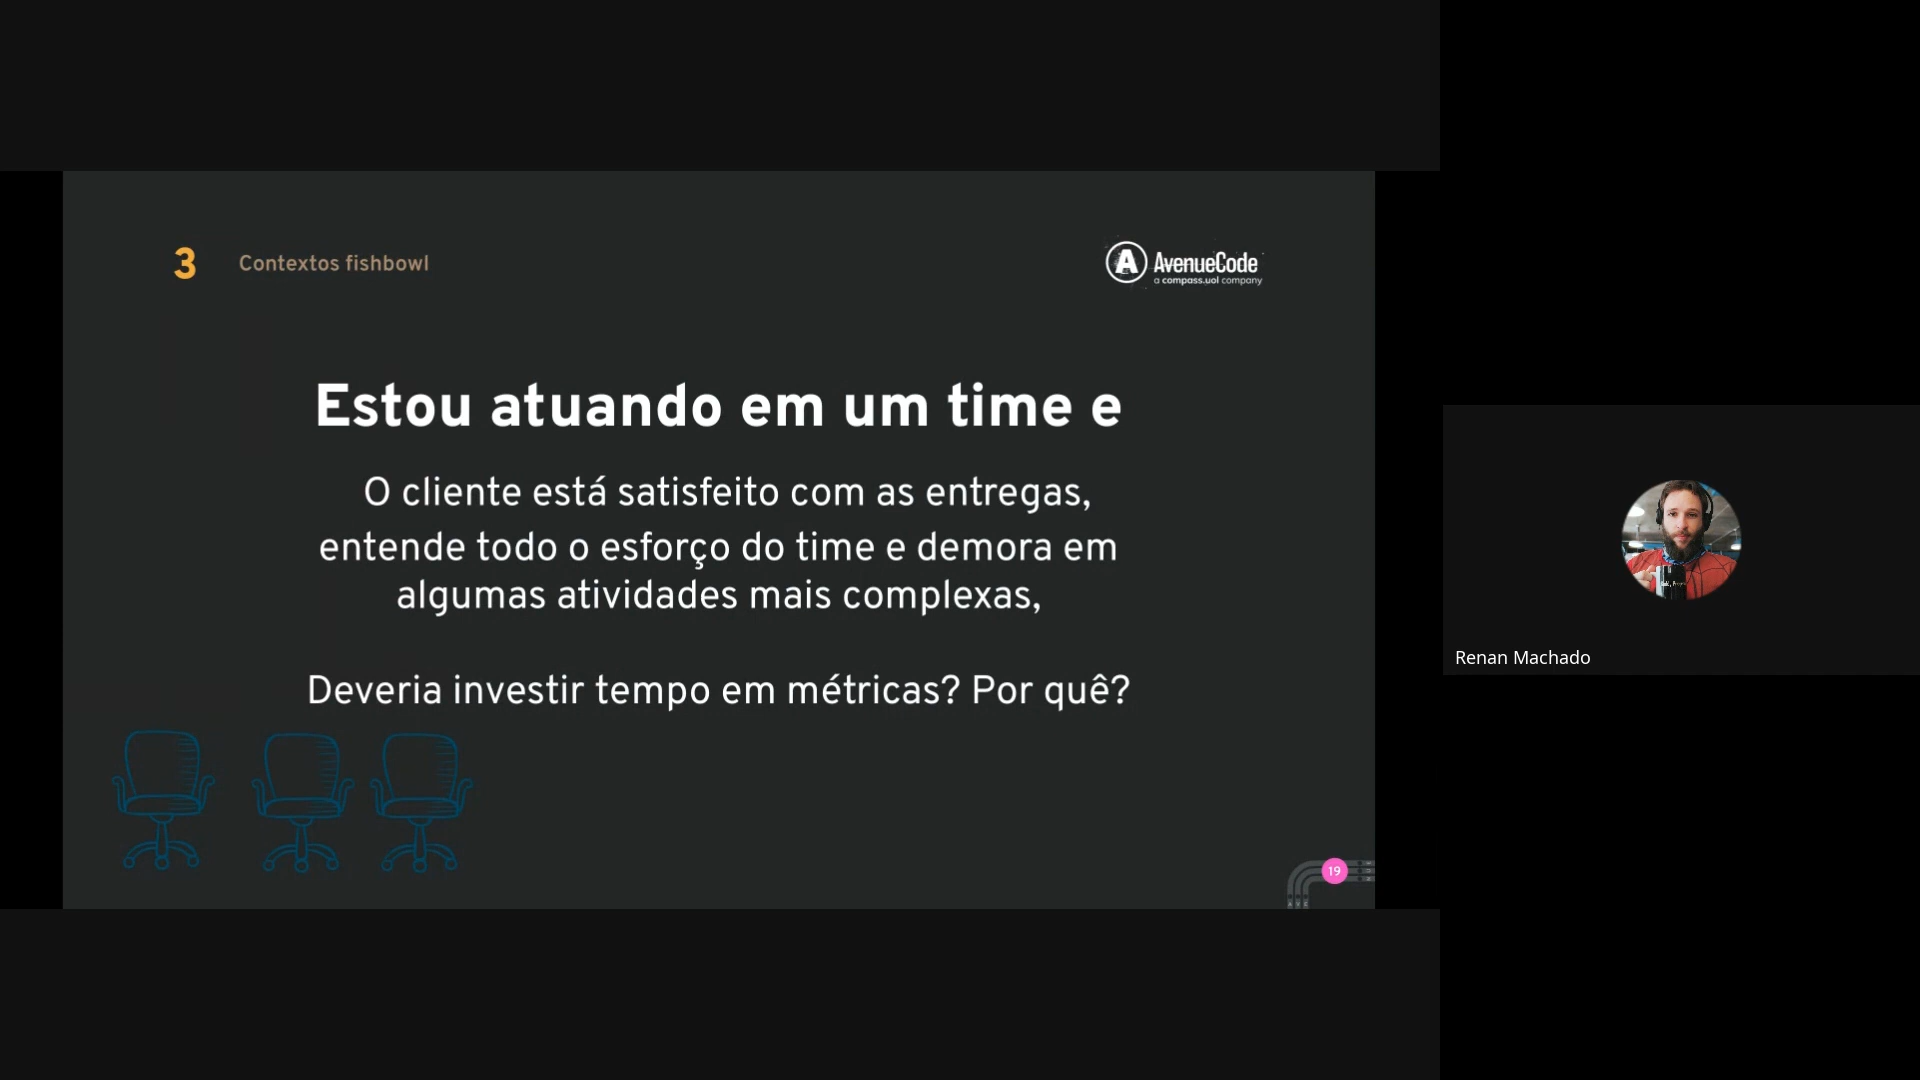 3 Contextos fishbowl
AvenueCode
a compass.uol company
Estou atuando em um time e
O cliente está satisfeito com as entregas,
entende todo o esforço do time e demora em
algumas atividades mais complexas,
Deveria investir tempo em métricas? Por quê?
19
Renan Machado